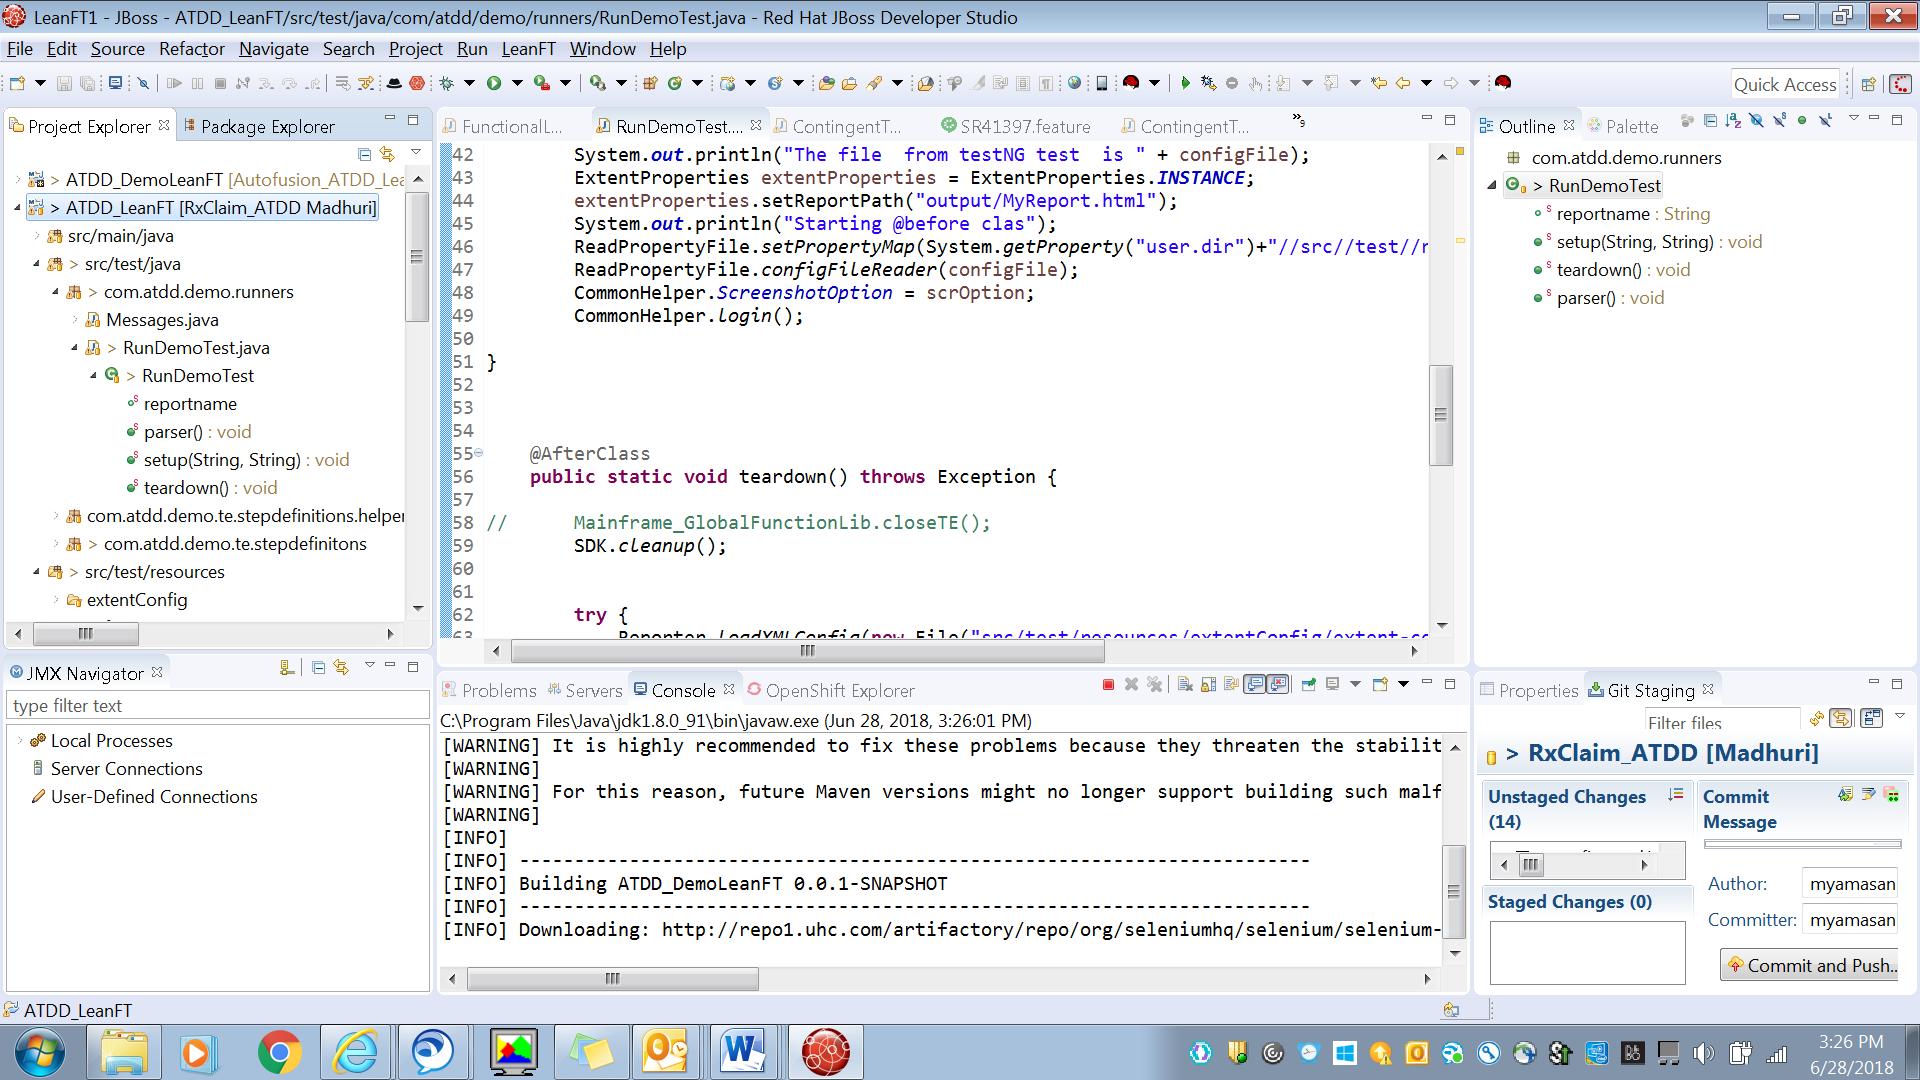 LeanFT1 - JBoss - ATDD_LeanFT/src/test/java/com/atdd/demo/runners/RunDemoTest.java - Red Hat JBoss Developer Studio
File Edit Source Refactor Navigate Search Project Run LeanFT Window Help
Quick Access
Project Explorer
Package Explorer
> ATDD_DemoLeanFT [Autofusion_ATDD_Le
> ATDD_LeanFT [RxClaim_ATDD Madhuri]
src/main/java
> src/test/java
> com.atdd.demo.runners
Messages.java
> RunDemoTest.java
> RunDemoTest
reportname
parser() : void
setup(String, String) : void
teardown() : void
com.atdd.demo.te.stepdefinitions.helper
> com.atdd.demo.te.stepdefinitons
> src/test/resources
extentConfig
FunctionalL...
RunDemoTest....
ContingentT...
SR41397.feature
ContingentT...
»9
42 System.out.println("The file  from testNG test  is " + configFile);
43 ExtentProperties extentProperties = ExtentProperties.INSTANCE;
44 extentProperties.setReportPath("output/MyReport.html");
45 System.out.println("Starting @before clas");
46 ReadPropertyFile.setPropertyMap(System.getProperty("user.dir")+"//src//test//r
47 ReadPropertyFile.configFileReader(configFile);
48 CommonHelper.ScreenshotOption = scrOption;
49 CommonHelper.login();
50
51 }
52
53
54
55 @AfterClass
56 public static void teardown() throws Exception {
57
58 // Mainframe_GlobalFunctionLib.closeTE();
59 SDK.cleanup();
60
61
62 try {
63 Reporter.loadXMLConfig(new File("src/test/resources/extentConfig/extent-co
Outline
Palette
com.atdd.demo.runners
> RunDemoTest
reportname : String
setup(String, String) : void
teardown() : void
parser() : void
JMX Navigator
type filter text
Local Processes
Server Connections
User-Defined Connections
Problems
Servers
Console
OpenShift Explorer
C:\Program Files\Java\jdk1.8.0_91\bin\javaw.exe (Jun 28, 2018, 3:26:01 PM)
[WARNING] It is highly recommended to fix these problems because they threaten the stabilit
[WARNING]
[WARNING] For this reason, future Maven versions might no longer support building such malf
[WARNING]
[INFO]
[INFO] ------------------------------------------------------------------------
[INFO] Building ATDD_DemoLeanFT 0.0.1-SNAPSHOT
[INFO] ------------------------------------------------------------------------
[INFO] Downloading: http://repo1.uhc.com/artifactory/repo/org/seleniumhq/selenium/selenium-
Properties
Git Staging
Filter files
> RxClaim_ATDD [Madhuri]
Unstaged Changes
(14)
Staged Changes (0)
Commit
Message
Author: myamasan
Committer: myamasan
Commit and Push...
ATDD_LeanFT
3:26 PM
6/28/2018